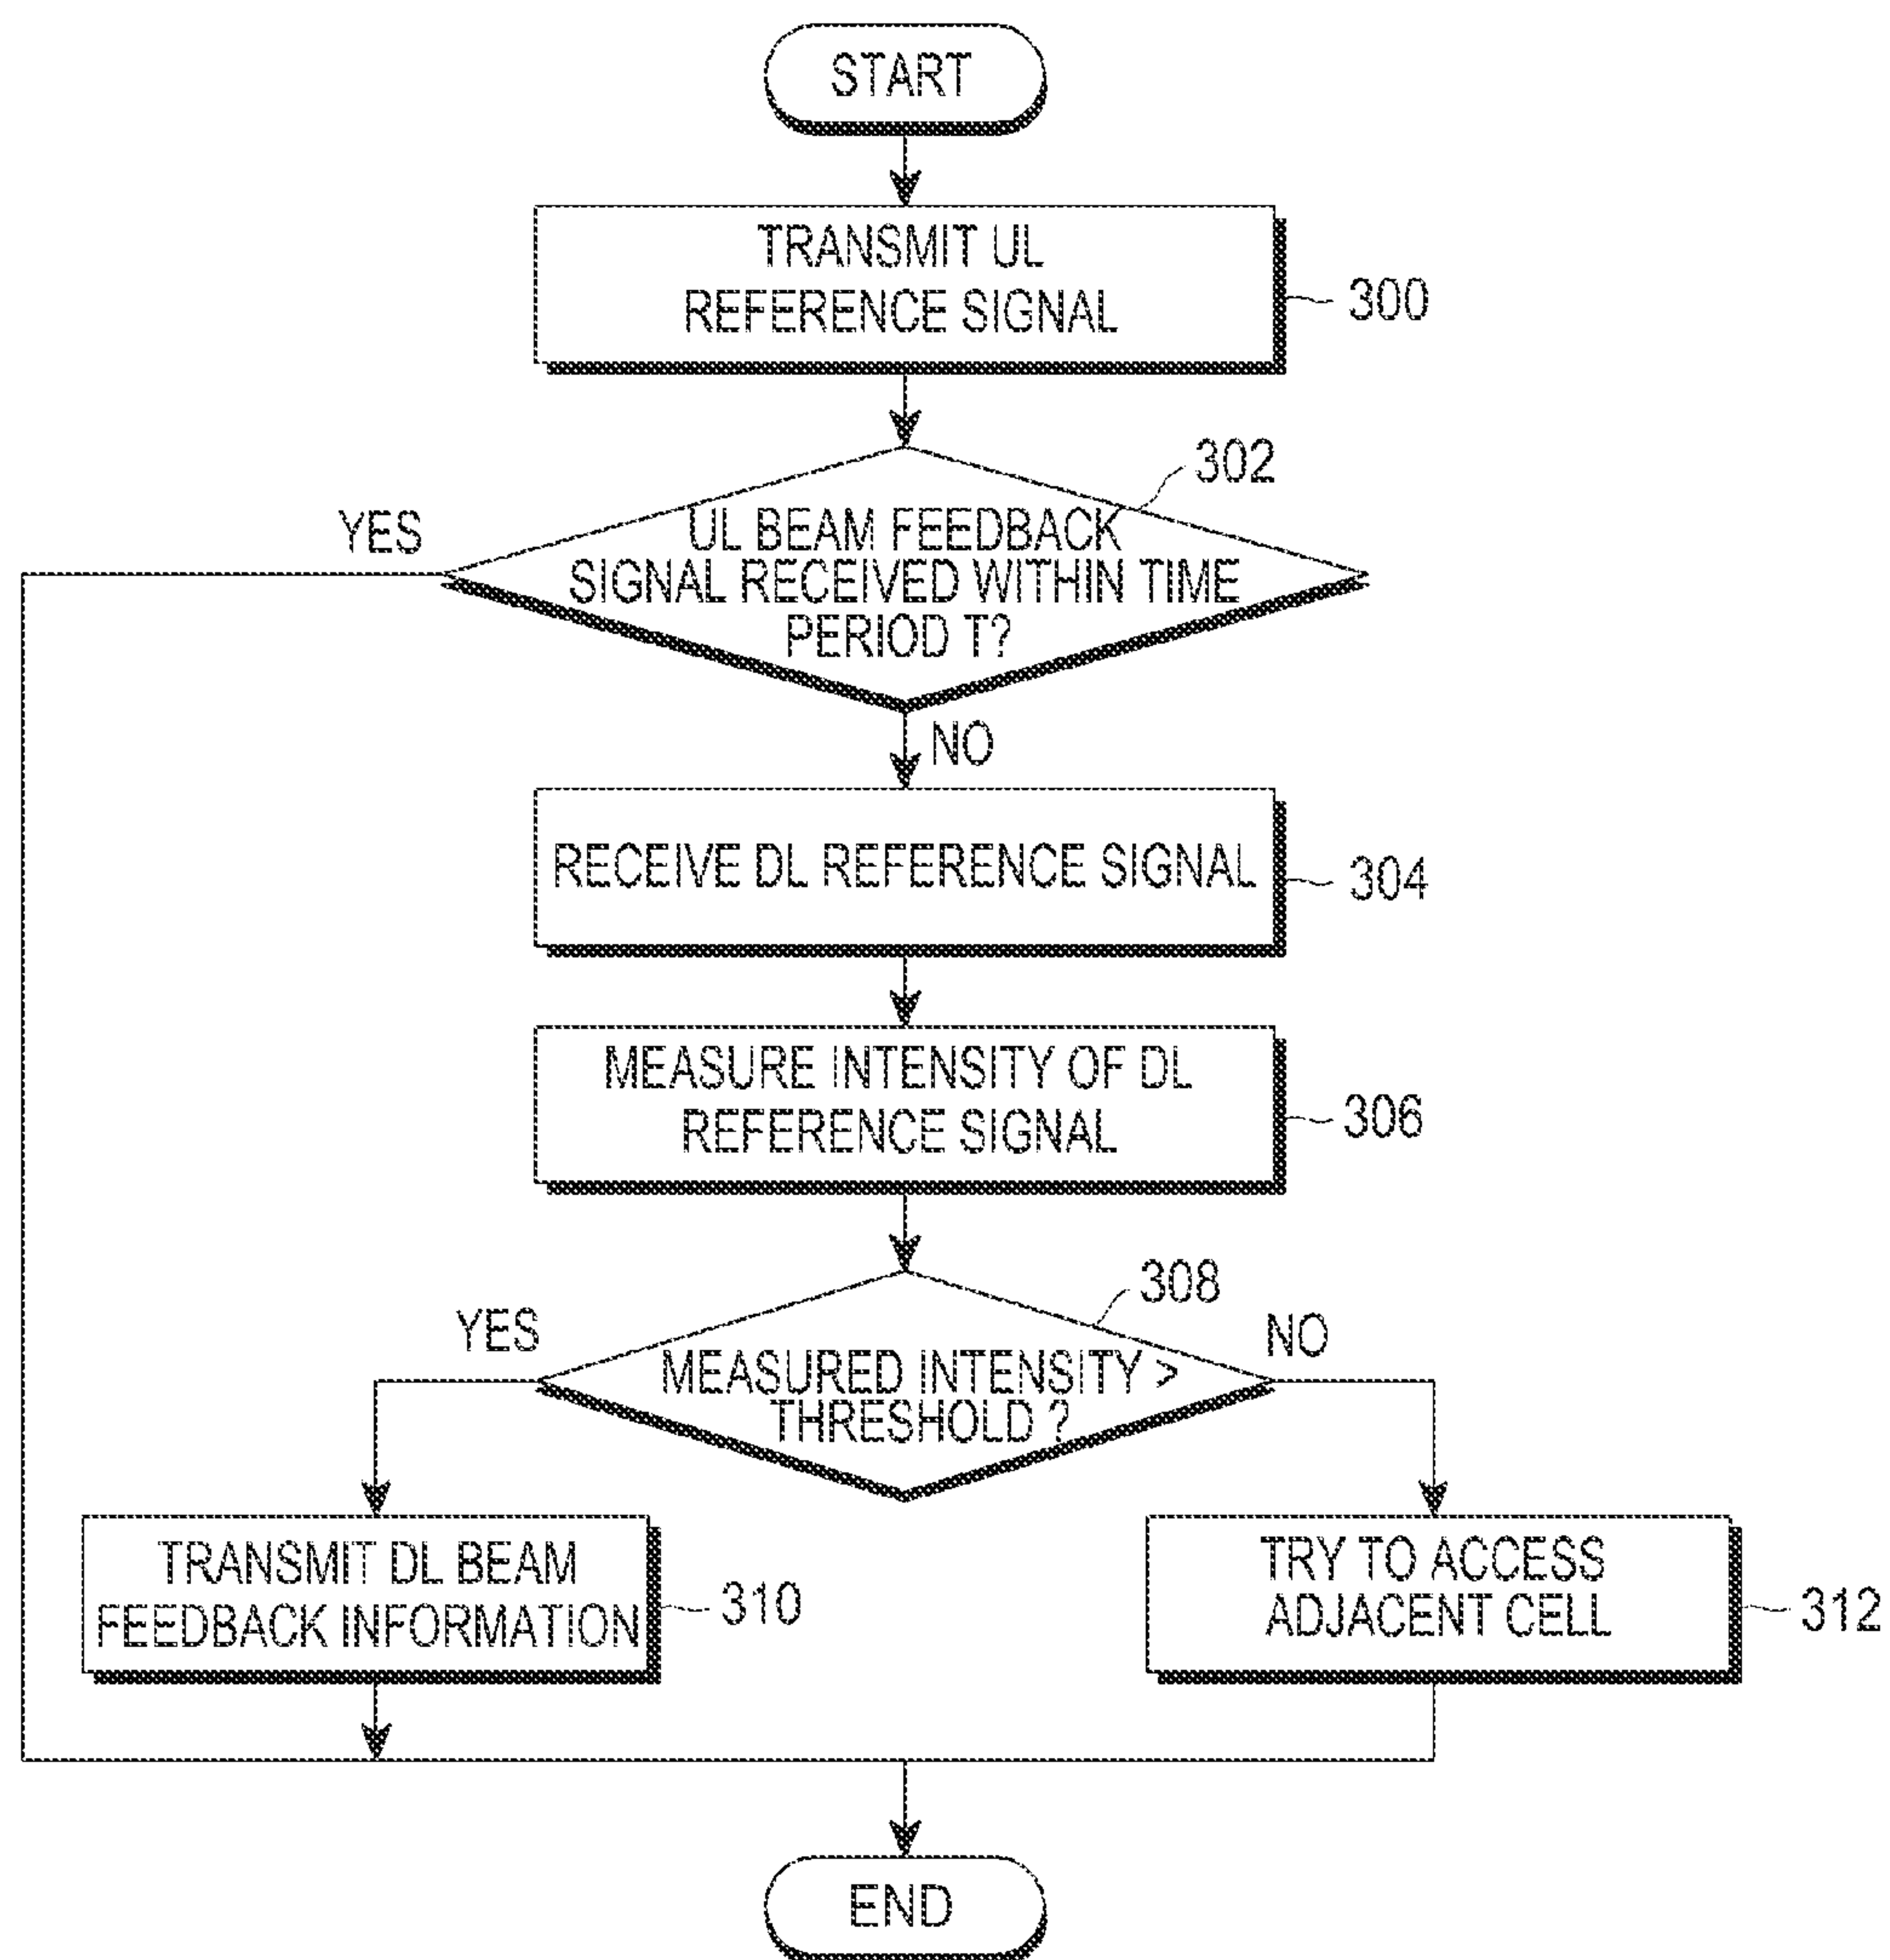 START
TRANSMIT UL
REFERENCE SIGNAL
300
302
YES
UL BEAM FEEDBACK
SIGNAL RECEIVED WITHIN TIME
PERIOD T?
NO
RECEIVE DL REFERENCE SIGNAL
304
MEASURE INTENSITY OF DL
REFERENCE SIGNAL
306
308
YES
NO
MEASURED INTENSITY >
THRESHOLD ?
TRANSMIT DL BEAM
FEEDBACK INFORMATION
310
TRY TO ACCESS
ADJACENT CELL
312
END